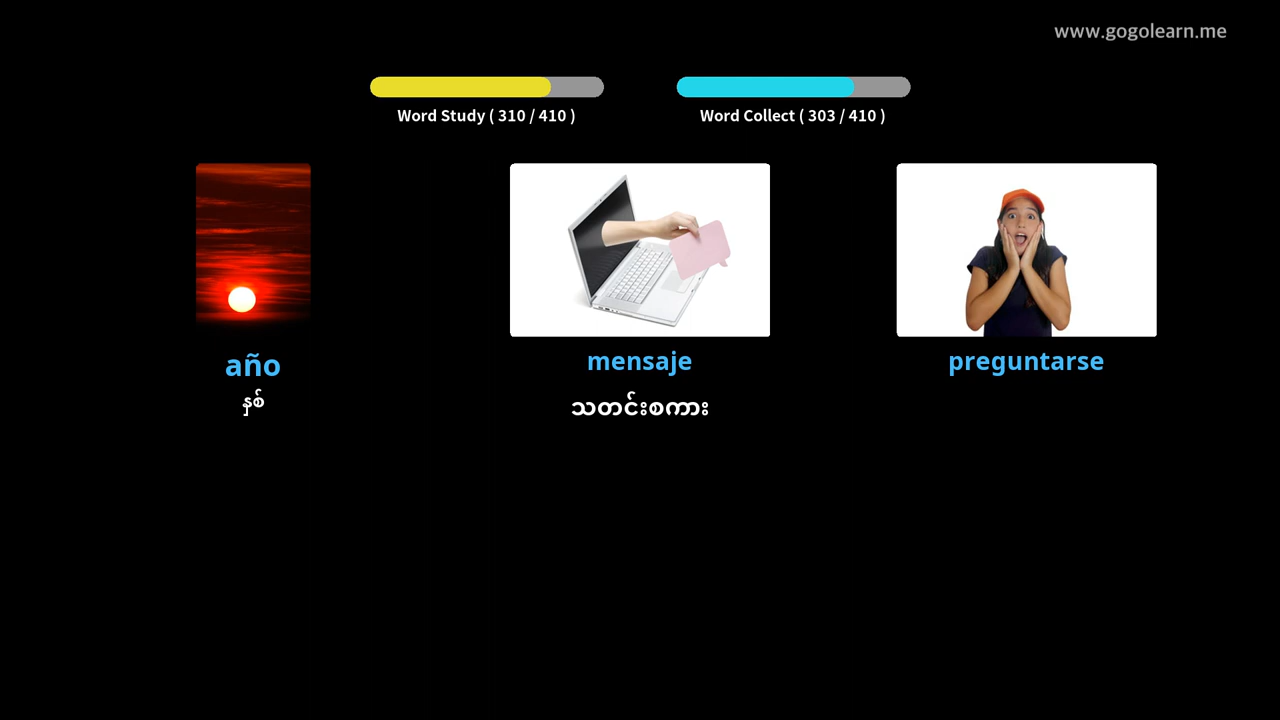 www.gogolearn.me
Word Study ( 310 / 410 )
Word Collect ( 303 / 410 )
año
နှစ်
mensaje
သတင်းစကား
preguntarse